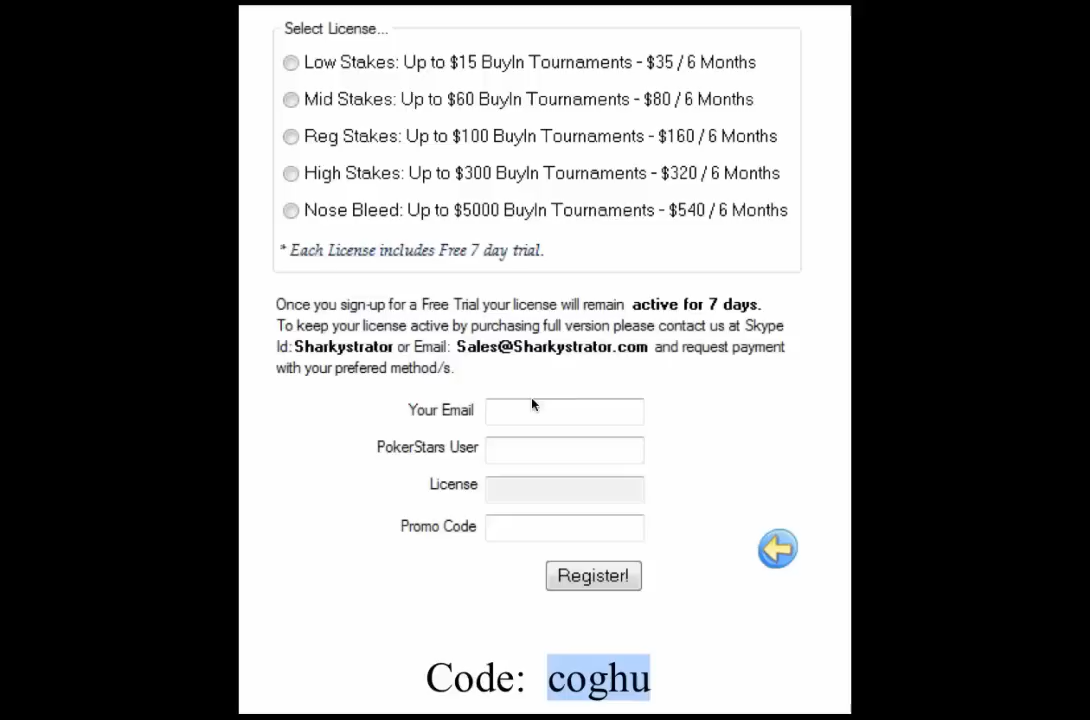 Select License...
Low Stakes: Up to $15 BuyIn Tournaments - $35 / 6 Months
Mid Stakes: Up to $60 BuyIn Tournaments - $80 / 6 Months
Reg Stakes: Up to $100 BuyIn Tournaments - $160 / 6 Months
High Stakes: Up to $300 BuyIn Tournaments - $320 / 6 Months
Nose Bleed: Up to $5000 BuyIn Tournaments - $540 / 6 Months
* Each License includes Free 7 day trial.
Once you sign-up for a Free Trial your license will remain active for 7 days.
To keep your license active by purchasing full version please contact us at Skype
Id: Sharkystrator or Email: Sales@Sharkystrator.com and request payment
with your prefered method/s.
Your Email
PokerStars User
License
Promo Code
Register!
Code: coghu